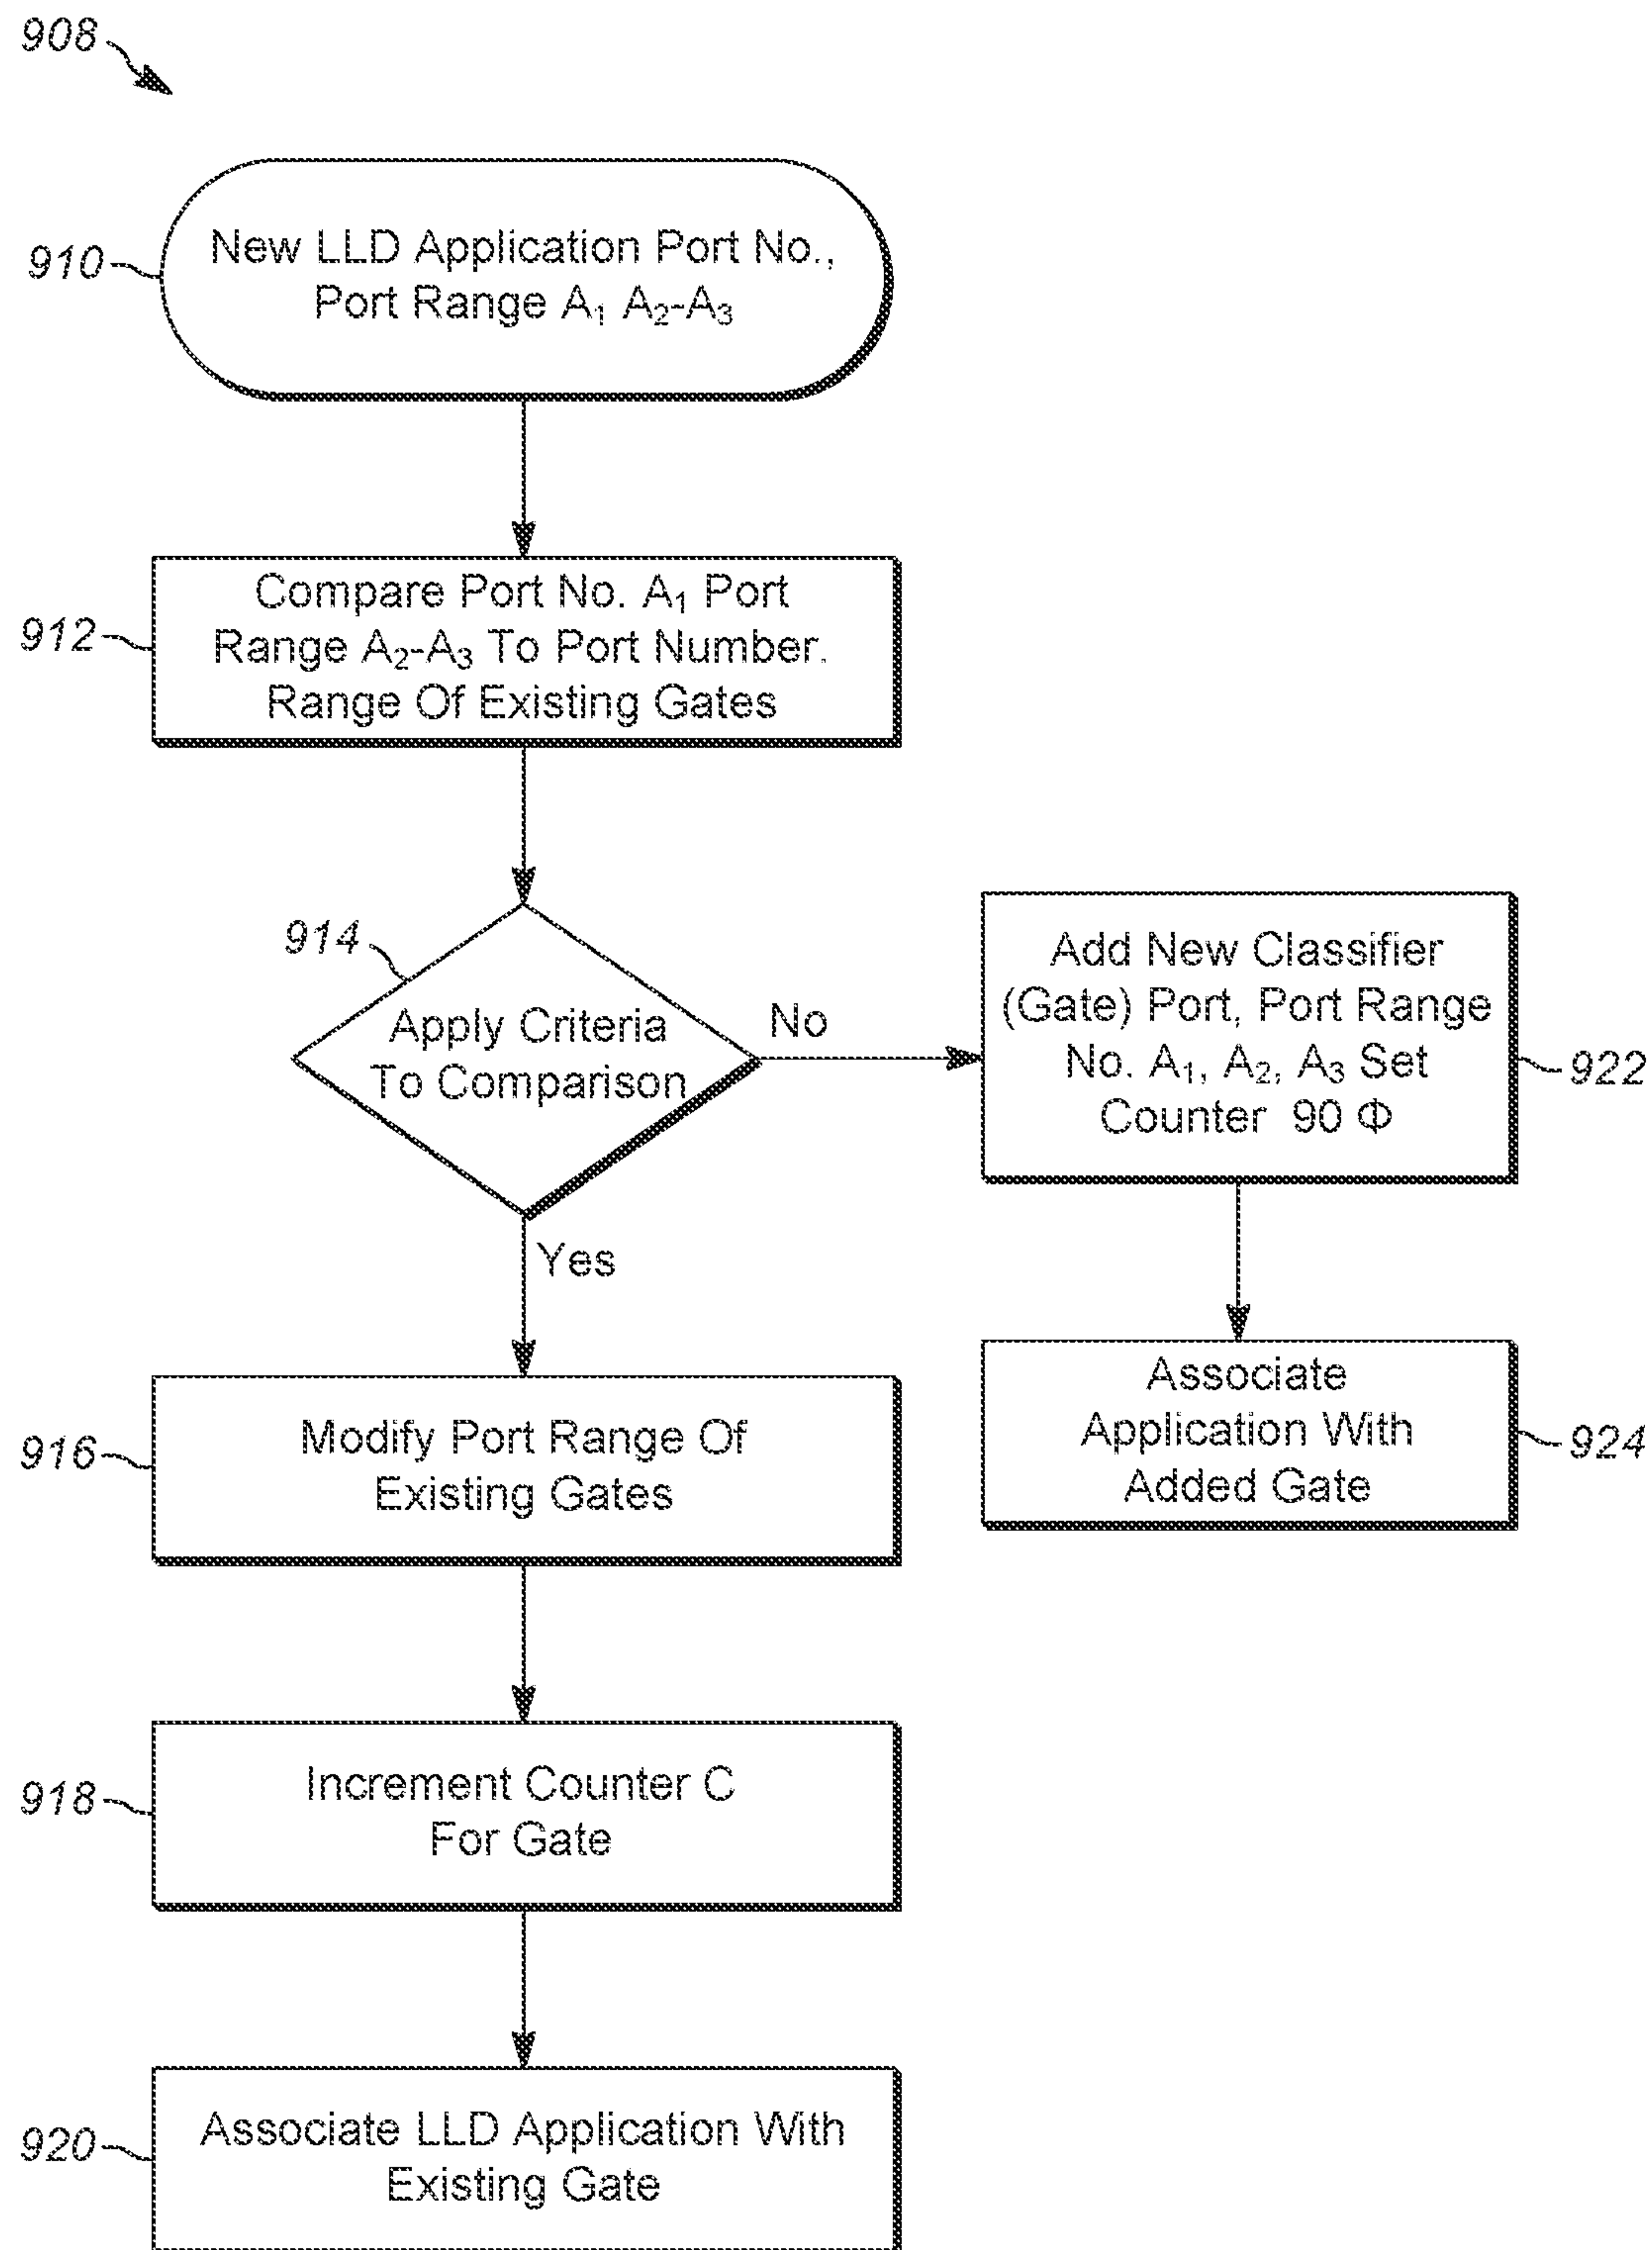 908
910
New LLD Application Port No.,
Port Range A₁ A₂-A₃
912
Compare Port No. A₁ Port
Range A₂-A₃ To Port Number.
Range Of Existing Gates
914
Apply Criteria
To Comparison
No
Yes
Add New Classifier
(Gate) Port, Port Range
No. A₁, A₂, A₃ Set
Counter 90 Φ
922
Associate
Application With
Added Gate
924
916
Modify Port Range Of
Existing Gates
918
Increment Counter C
For Gate
920
Associate LLD Application With
Existing Gate